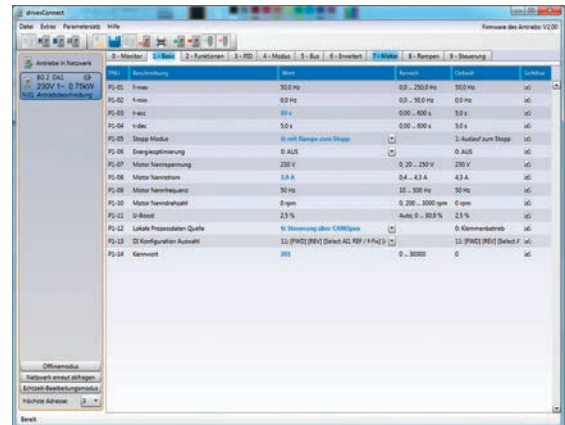 drivesConnect
Datei Extras Parametersatz Hilfe Firmware des Antriebs: V2.00
Antriebe in Netzwerk
0 - Monitor 1 - Basic 2 - Funktionen 3 - PID 4 - Modus 5 - Bus 6 - Erweitert 7 - Motor 8 - Rampen 9 - Steuerung
230V 1~ 0.75kW
Antriebsbeschreibung
PNU Beschreibung Wert Bereich Default Sichtbar
P1-01 f-max 50,0 Hz 0,0 ... 250,0 Hz 50,0 Hz
P1-02 f-min 0,0 Hz 0,0 ... 50,0 Hz 0,0 Hz
P1-03 t-acc 10 s 0,00 ... 600 s 5,0 s
P1-04 t-dec 5,0 s 0,00 ... 600 s 5,0 s
P1-05 Stopp Modus 0: mit Rampe zum Stopp 1: Auslauf zum Stopp
P1-06 Energieoptimierung 0: AUS 0: AUS
P1-07 Motor Nennspannung 230 V 0, 20 ... 250 V 230 V
P1-08 Motor Nennstrom 3,9 A 0,4 ... 4,3 A 4,3 A
P1-09 Motor Nennfrequenz 50 Hz 10 ... 500 Hz 50 Hz
P1-10 Motor Nenndrehzahl 0 rpm 0, 200 ... 3000 rpm 0 rpm
P1-11 U-Boost 2,5 % Auto; 0 ... 30,0 % 2,5 %
P1-12 Lokale Prozessdaten Quelle 6: Steuerung über CANOpen 0: Klemmenbetrieb
P1-13 DI Konfiguration Auswahl 11: [FWD] [REV] [Select AI1 REF / f-Fix] 11: [FWD] [REV] [Select
P1-14 Kennwort 201 0 ... 30000 0
Offlinemodus
Netzwerk erneut abfragen
Echtzeit-Bearbeitungsmodus
Höchste Adresse: 3
Bereit